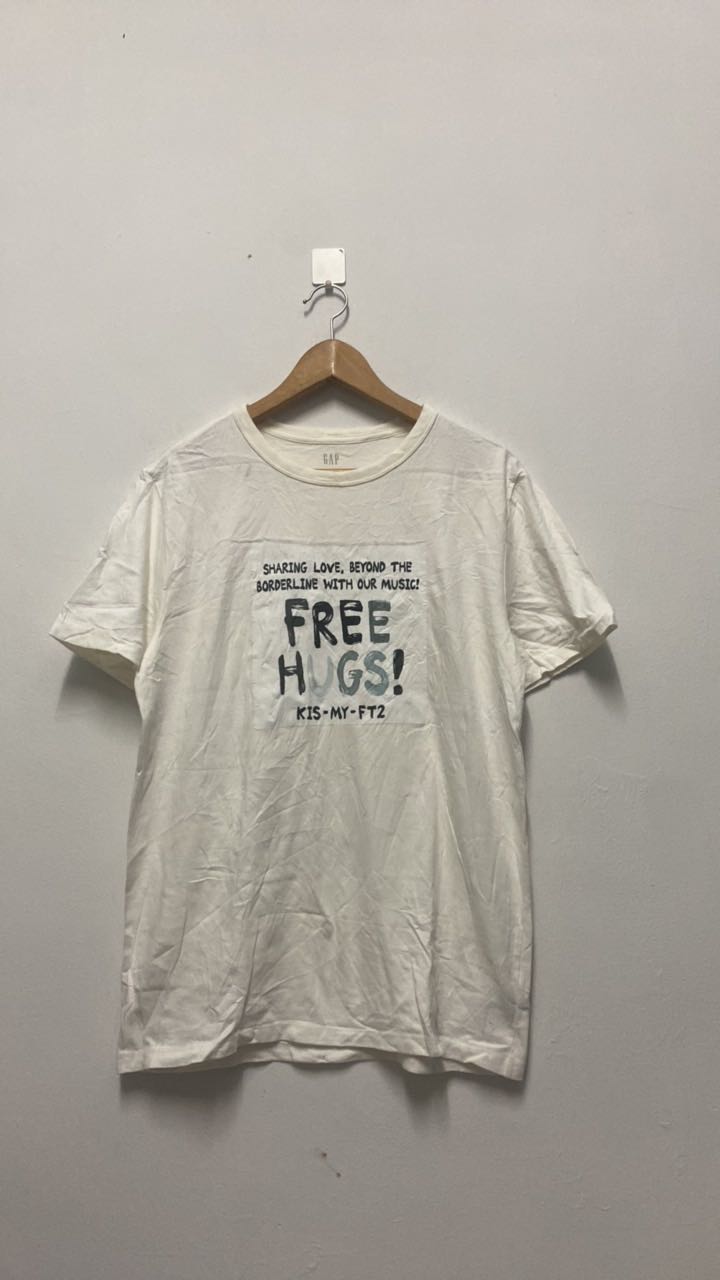 GAP
SHARING LOVE, BEYOND THE
BORDERLINE WITH OUR MUSIC!
FREE
HUGS!
KIS-MY-FT2